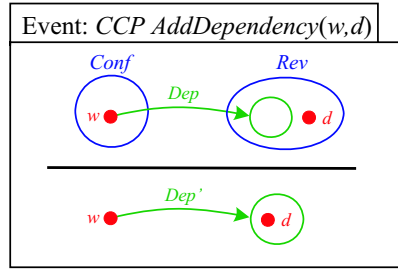 Event: CCP AddDependency(w,d)
Conf Rev
Dep
w d
Dep'
w d